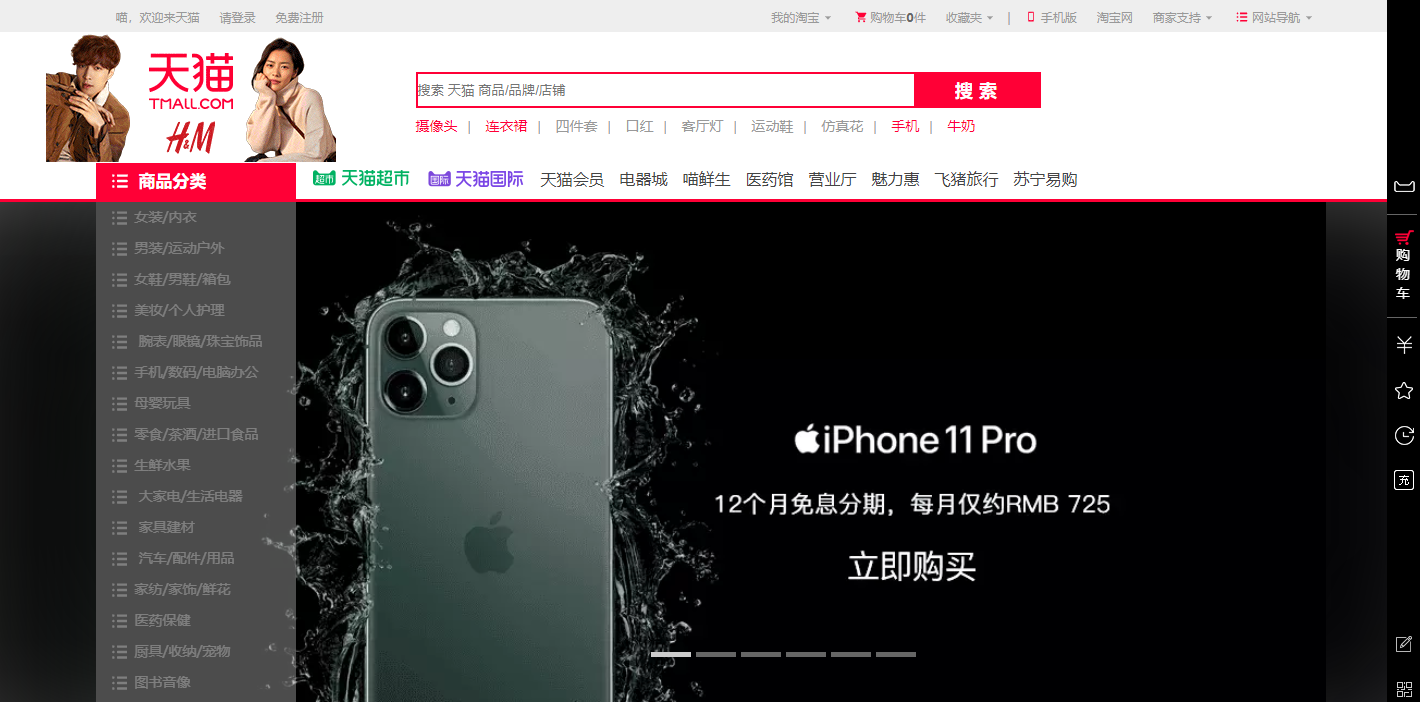 喵，欢迎来天猫 请登录 免费注册 我的淘宝 购物车0件 收藏夹 | 手机版 淘宝网 商家支持 网站导航
天猫
TMALL.COM
H&M
搜索 天猫 商品/品牌/店铺 搜 索
摄像头 | 连衣裙 | 四件套 | 口红 | 客厅灯 | 运动鞋 | 仿真花 | 手机 | 牛奶
商品分类 超市 天猫超市 国际 天猫国际 天猫会员 电器城 喵鲜生 医药馆 营业厅 魅力惠 飞猪旅行 苏宁易购
女装/内衣
男装/运动户外
女鞋/男鞋/箱包
美妆/个人护理
腕表/眼镜/珠宝饰品
手机/数码/电脑办公
母婴玩具
零食/茶酒/进口食品
生鲜水果
大家电/生活电器
家具建材
汽车/配件/用品
家纺/家饰/鲜花
医药保健
厨具/收纳/宠物
图书音像
iPhone 11 Pro
12个月免息分期，每月仅约RMB 725
立即购买
购
物
车
充